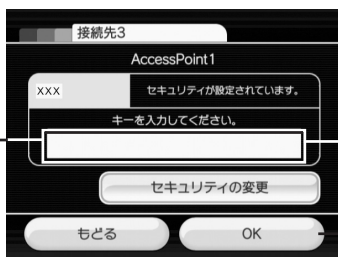 接続先3
AccessPoint1
XXX
セキュリティが設定されています。
キーを入力してください。
セキュリティの変更
もどる
OK